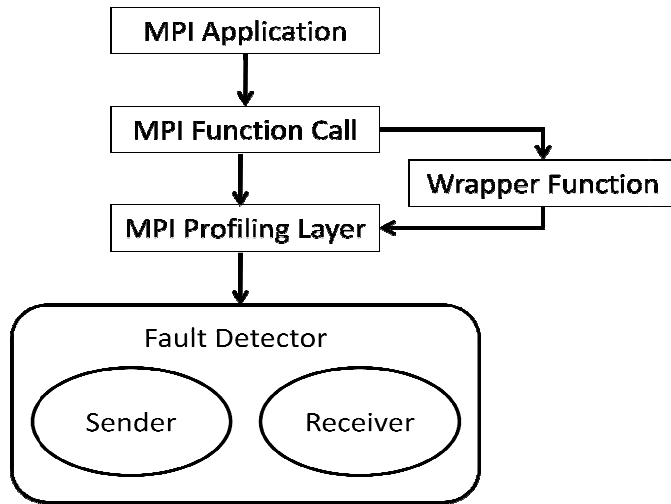 MPI Application
MPI Function Call
Wrapper Function
MPI Profiling Layer
Fault Detector
Sender
Receiver